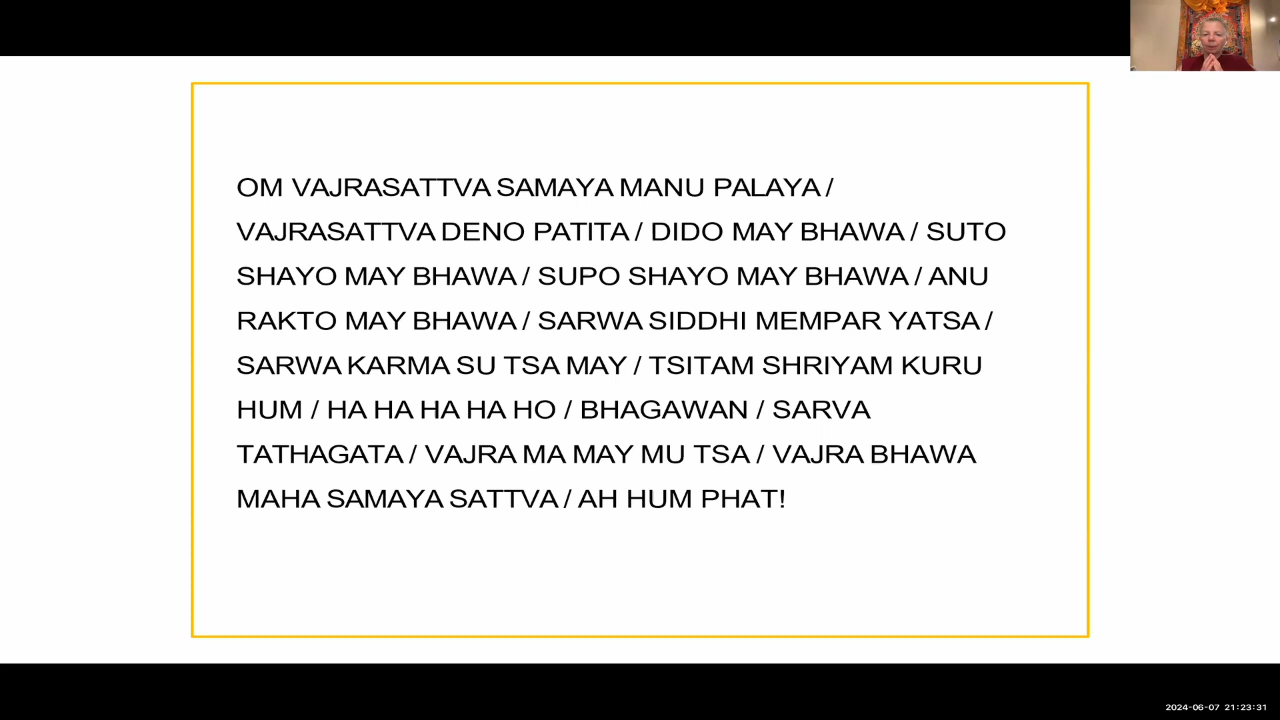 OM VAJRASATTVA SAMAYA MANU PALAYA /
VAJRASATTVA DENO PATITA / DIDO MAY BHAWA / SUTO
SHAYO MAY BHAWA / SUPO SHAYO MAY BHAWA / ANU
RAKTO MAY BHAWA / SARWA SIDDHI MEMPAR YATSA /
SARWA KARMA SU TSA MAY / TSITAM SHRIYAM KURU
HUM / HA HA HA HA HO / BHAGAWAN / SARVA
TATHAGATA / VAJRA MA MAY MU TSA / VAJRA BHAWA
MAHA SAMAYA SATTVA / AH HUM PHAT!
2024-06-07 21:23:31